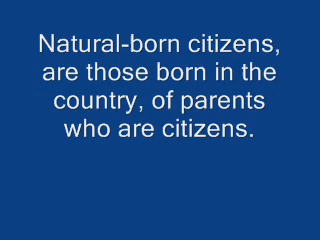 Natural-born citizens,
are those born in the
country, of parents
who are citizens.